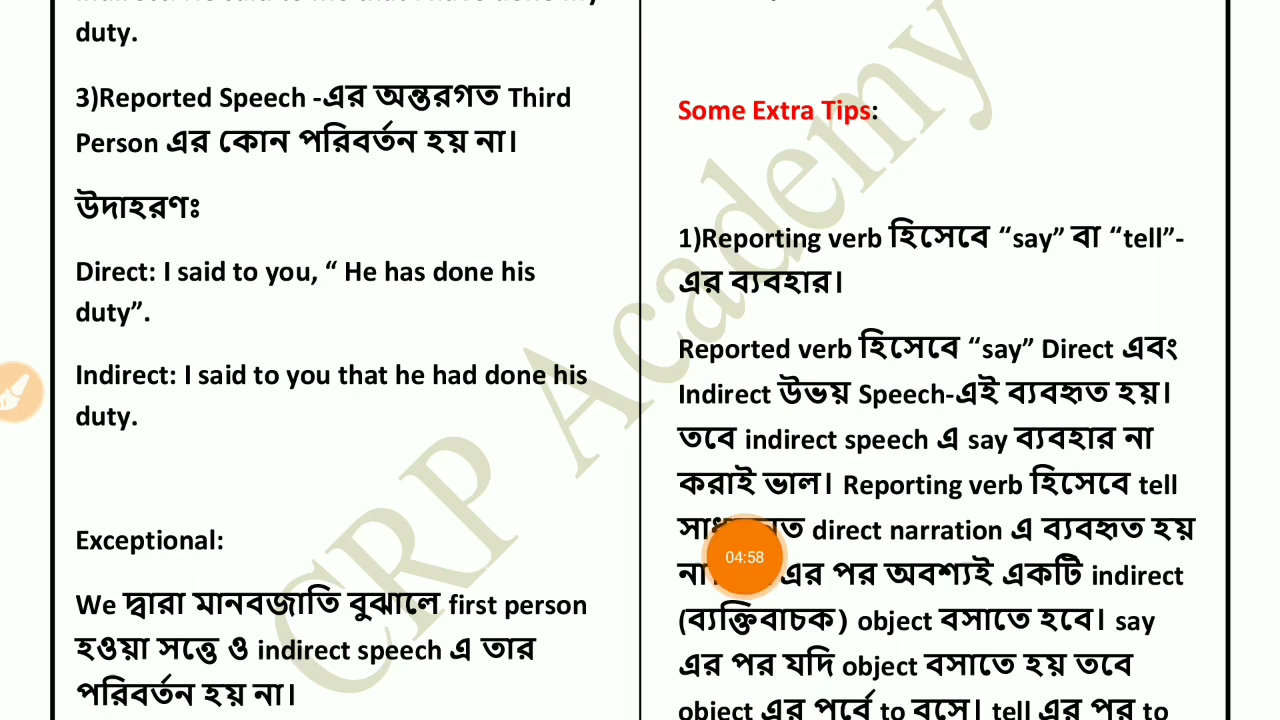 duty.
3)Reported Speech -এর অন্তরগত Third
Person এর কোন পরিবর্তন হয় না।
উদাহরণঃ
Direct: I said to you, “ He has done his
duty”.
Indirect: I said to you that he had done his
duty.
Exceptional:
We দ্বারা মানবজাতি বুঝালে first person
হওয়া সত্তে ও indirect speech এ তার
পরিবর্তন হয় না।
Some Extra Tips:
1)Reporting verb হিসেবে “say” বা “tell”-
এর ব্যবহার।
Reported verb হিসেবে “say” Direct এবং
Indirect উভয় Speech-এই ব্যবহৃত হয়।
তবে indirect speech এ say ব্যবহার না
করাই ভাল। Reporting verb হিসেবে tell
direct narration এ ব্যবহৃত হয়
এর পর অবশ্যই একটি indirect
(ব্যক্তিবাচক) object বসাতে হবে। say
এর পর যদি object বসাতে হয় তবে
object এর পূর্বে to বসে। tell এর পর to
CRP Academy
04:58